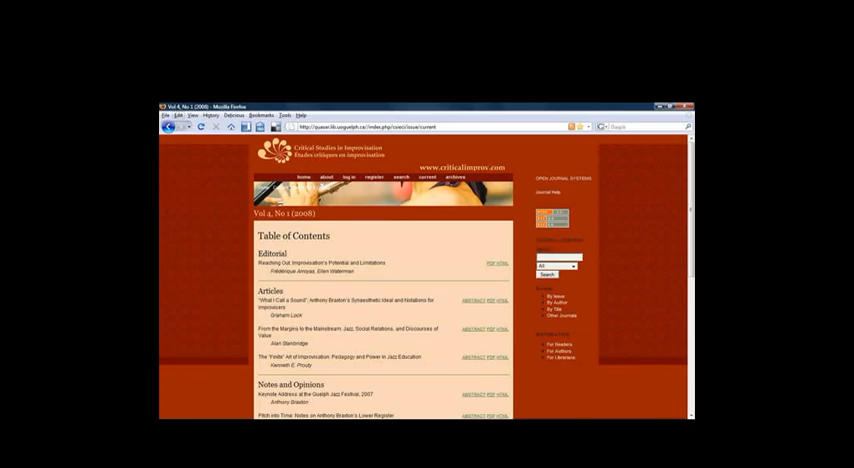 Vol 4, No 1 (2008) - Mozilla Firefox
File Edit View History Delicious Bookmarks Tools Help
http://quasar.lib.uoguelph.ca/index.php/csieci/issue/current
Google
Critical Studies in Improvisation
Études critiques en improvisation
www.criticalimprov.com
home about log in register search current archives
Vol 4, No 1 (2008)
Table of Contents
Editorial
Reaching Out: Improvisation's Potential and Limitations PDF HTML
Frédérique Arroyas, Ellen Waterman
Articles
"What I Call a Sound": Anthony Braxton's Synaesthetic Ideal and Notations for ABSTRACT PDF HTML
Improvisers
Graham Lock
From the Margins to the Mainstream: Jazz, Social Relations, and Discourses of ABSTRACT PDF HTML
Value
Alan Stanbridge
The "Finite" Art of Improvisation: Pedagogy and Power in Jazz Education ABSTRACT PDF HTML
Kenneth E. Prouty
Notes and Opinions
Keynote Address at the Guelph Jazz Festival, 2007 ABSTRACT PDF HTML
Anthony Braxton
Pitch into Time: Notes on Anthony Braxton's Lower Register ABSTRACT PDF HTML
OPEN JOURNAL SYSTEMS
Journal Help
All
Search
By Issue
By Author
By Title
Other Journals
For Readers
For Authors
For Librarians